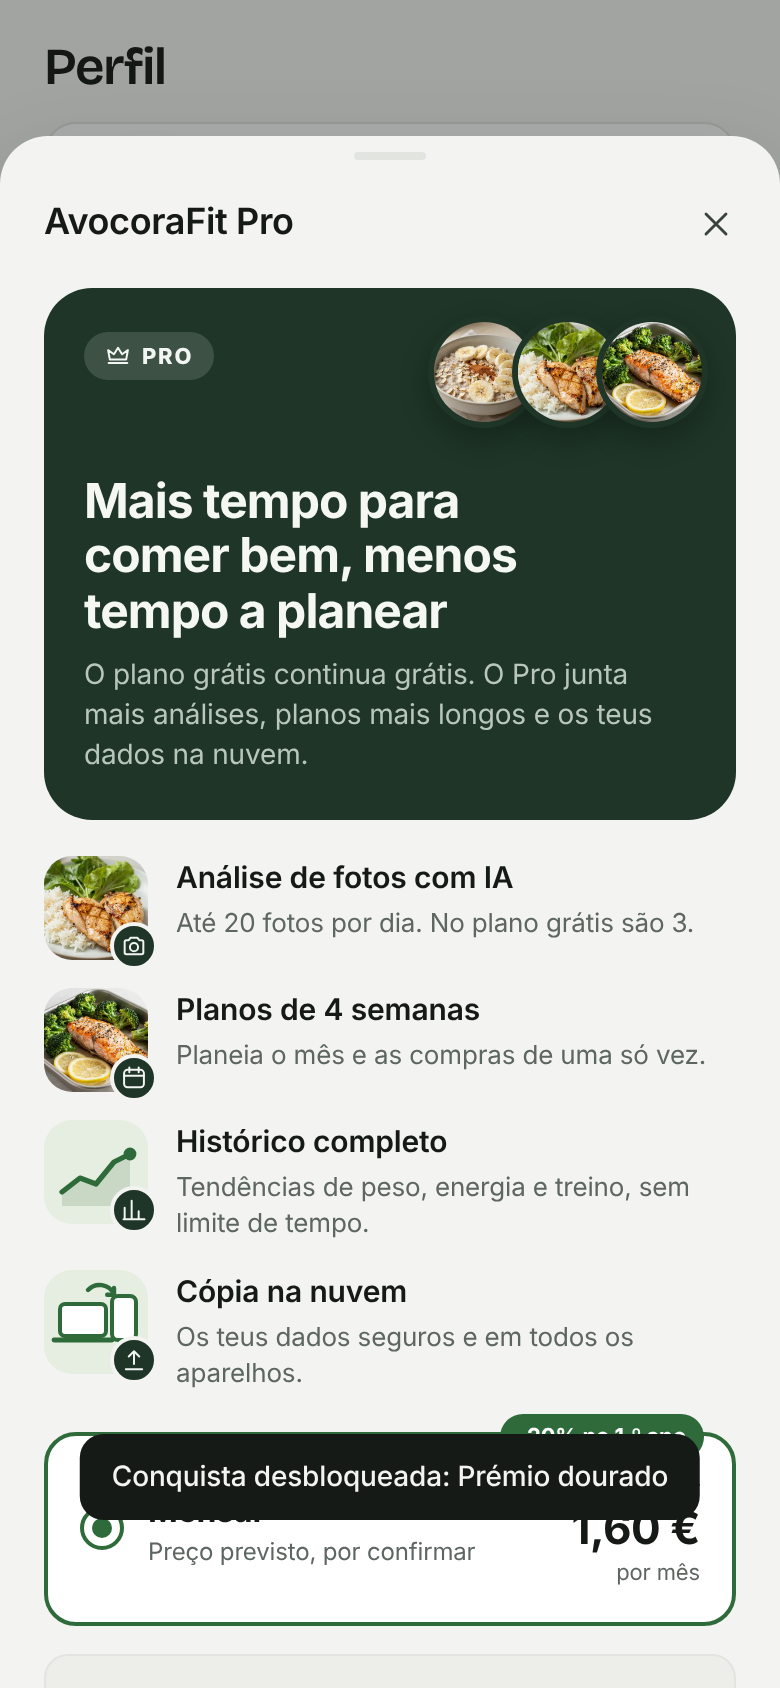 Perfil
AvocoraFit Pro
PRO
Mais tempo para
comer bem, menos
tempo a planear
O plano grátis continua grátis. O Pro junta
mais análises, planos mais longos e os teus
dados na nuvem.
Análise de fotos com IA
Até 20 fotos por dia. No plano grátis são 3.
Planos de 4 semanas
Planeia o mês e as compras de uma só vez.
Histórico completo
Tendências de peso, energia e treino, sem
limite de tempo.
Cópia na nuvem
Os teus dados seguros e em todos os
aparelhos.
Conquista desbloqueada: Prémio dourado
1,60 €
Preço previsto, por confirmar
por mês